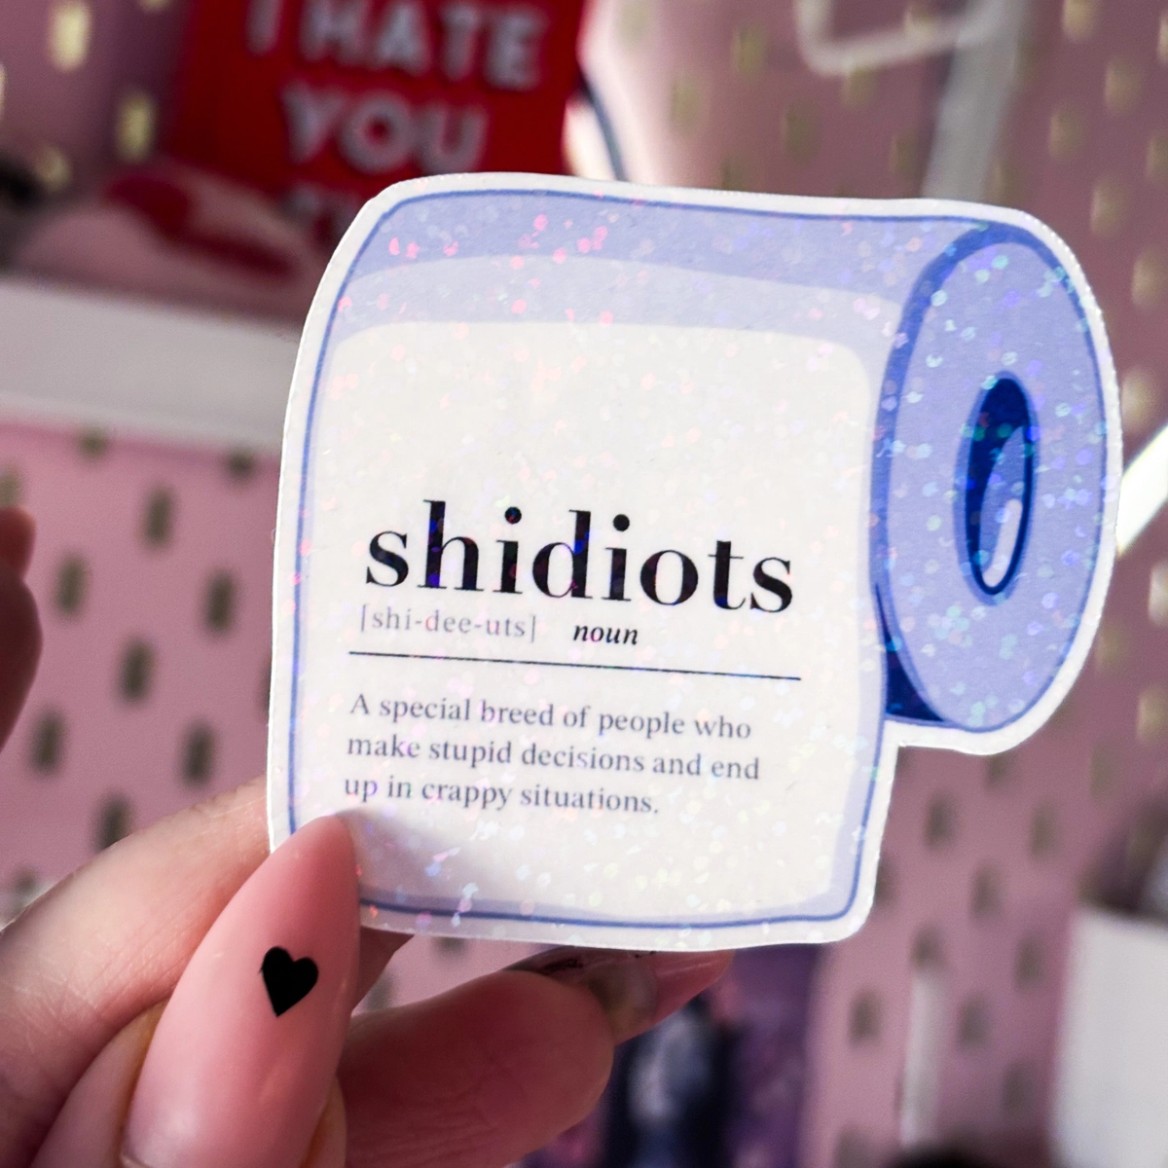 I HATE
YOU
shidiots
[shi-dee-uts] noun
A special breed of people who
make stupid decisions and end
up in crappy situations.